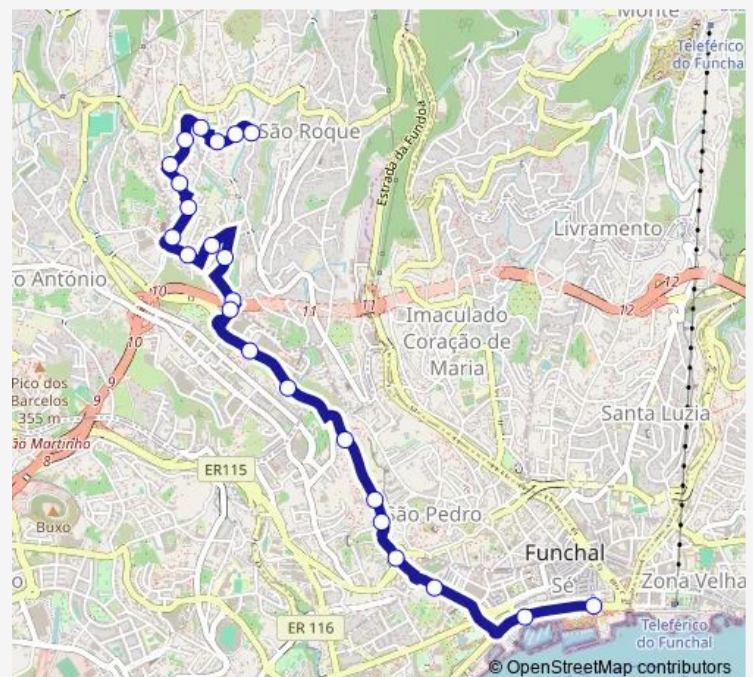 Monte
Teleférico
do Funcha
São Roque
Estrada da Fundoa
Livramento
o António
10
11
11
12
12
10
Imaculado
Coração de
Maria
9
9
Pico dos
Barcelos
355 m
Santa Luzia
ão Martinho
8
ER115
Buxo
São Pedro
Funchal
Sé
Zona Velha
o
ER 116
Teleférico
do Funchal
© OpenStreetMap contributors